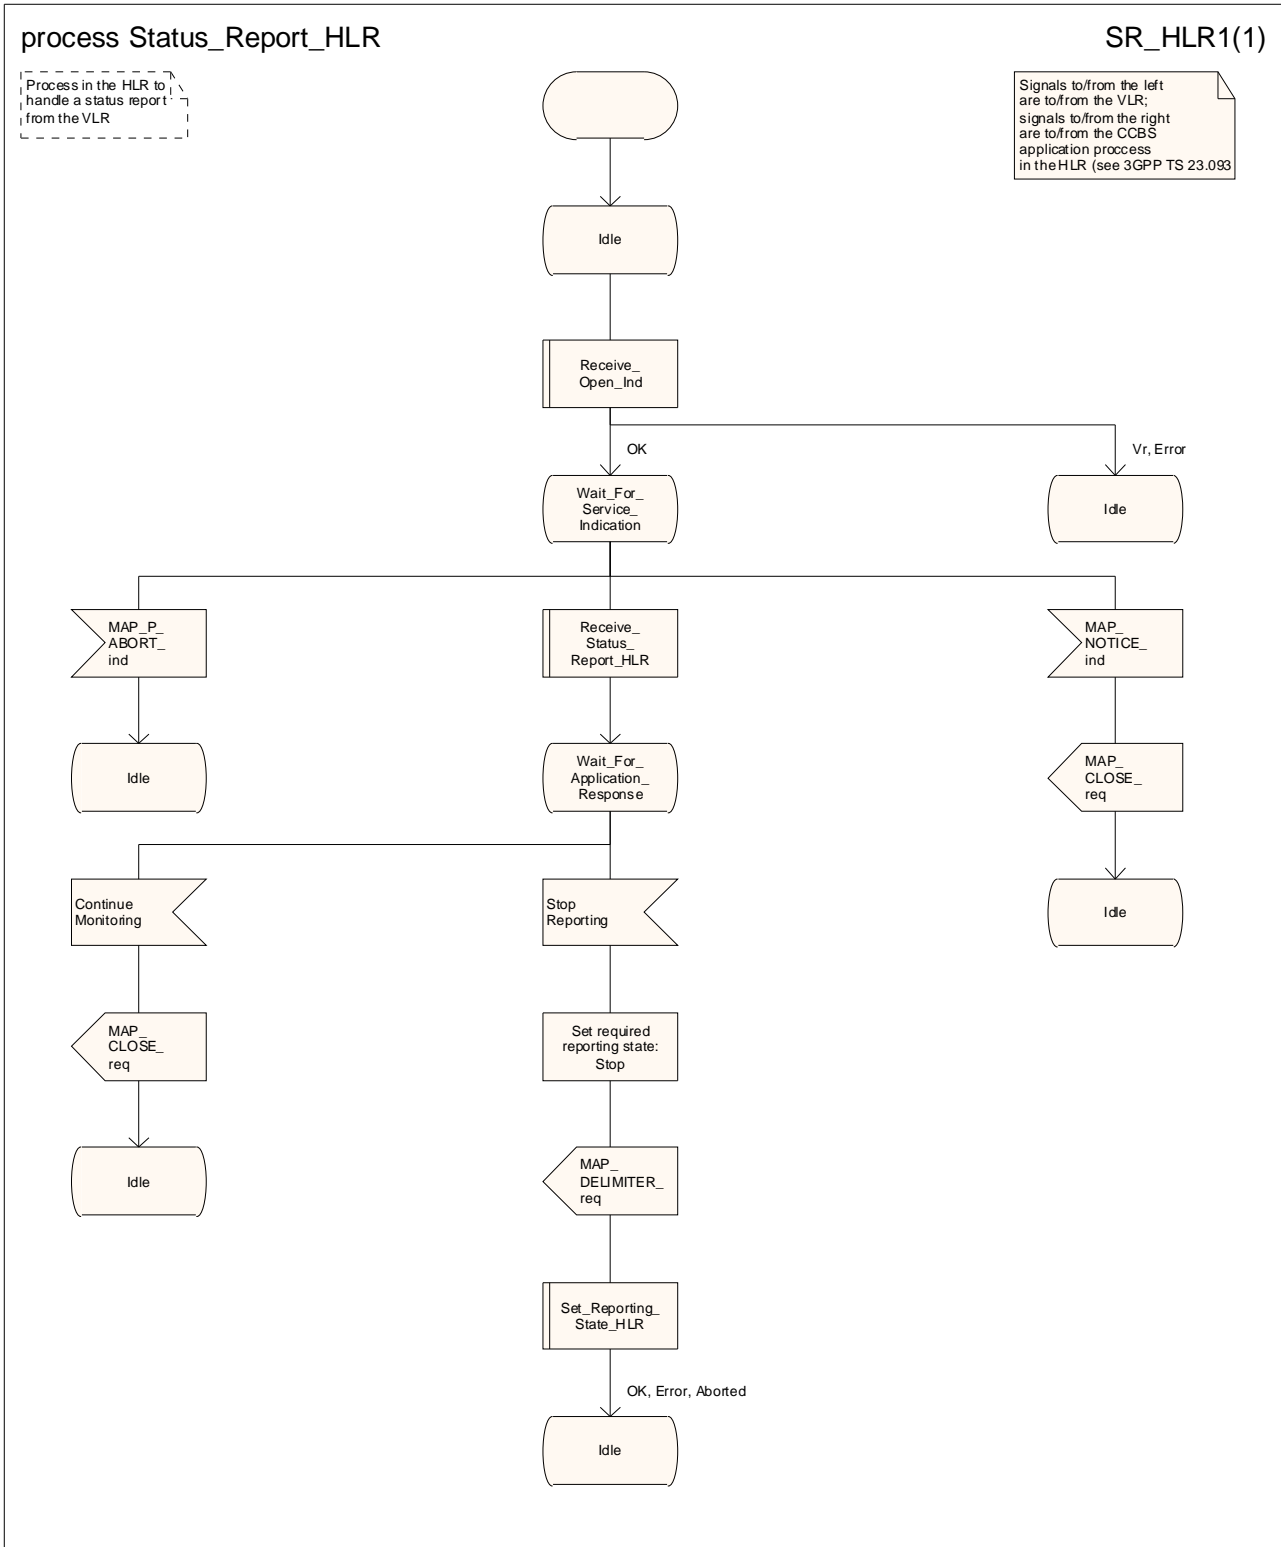 process Status_Report_HLR
SR_HLR1(1)
Process in the HLR to
handle a status report
from the VLR
Signals to/from the left
are to/from the VLR;
signals to/from the right
are to/from the CCBS
application proccess
in the HLR (see 3GPP TS 23.093
Idle
Receive_
Open_Ind
OK
Vr, Error
Wait_For_
Service_
Indication
Idle
MAP_P_
ABORT_
ind
Receive_
Status_
Report_HLR
MAP_
NOTICE_
ind
Idle
Wait_For_
Application_
Response
MAP_
CLOSE_
req
Continue
Monitoring
Stop
Reporting
Idle
MAP_
CLOSE_
req
Set required
reporting state:
Stop
Idle
MAP_
DELIMITER_
req
Set_Reporting_
State_HLR
OK, Error, Aborted
Idle